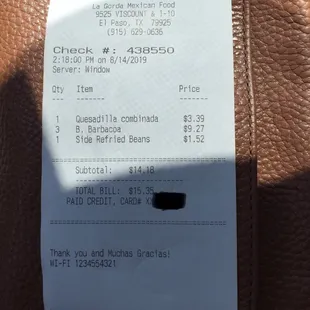 La Gorda Mexican Food
9525 VISCOUNT & I-10
El Paso, TX 79925
(915) 629-0636
Check #: 438550
2:18:00 PM on 8/14/2019
Server: Window
Qty Item Price
--- ---- -----
1 Quesadilla combinada $3.39
3 B. Barbacoa $9.27
1 Side Refried Beans $1.52
Subtotal: $14.18
TOTAL BILL: $15.35
PAID CREDIT, CARD#
Thank you and Muchas Gracias!
WI-FI 1234554321